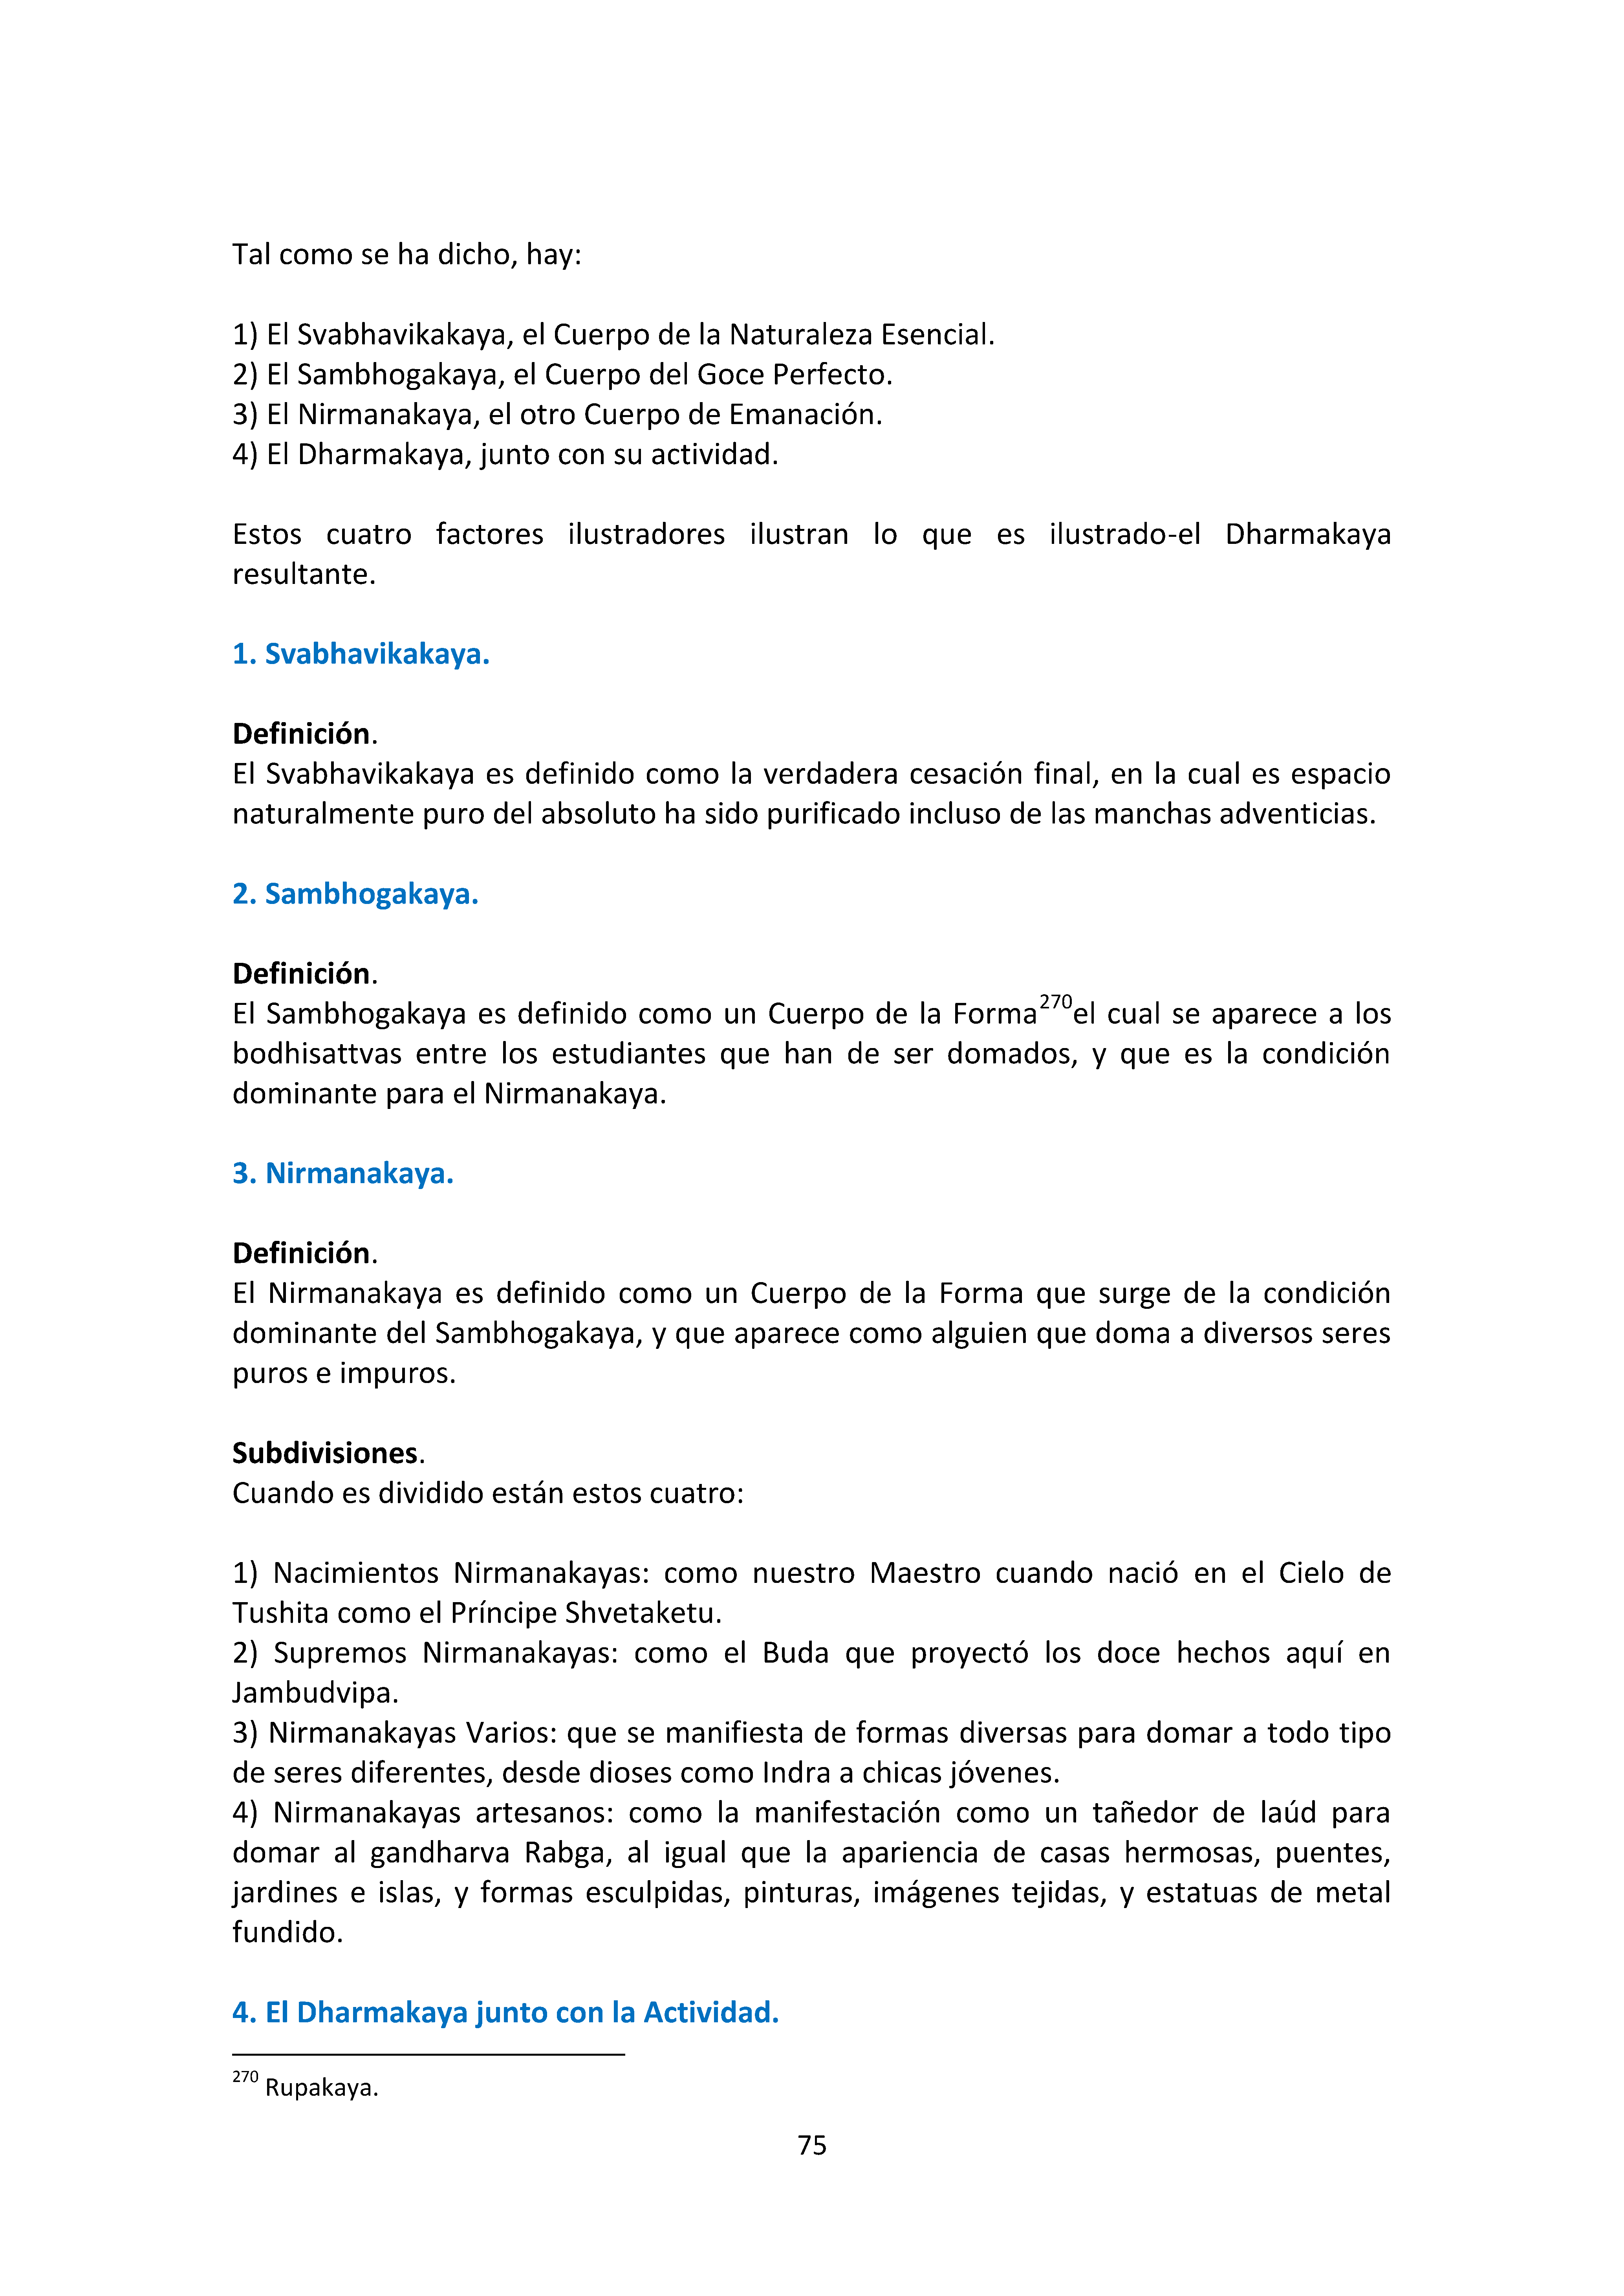 Tal como se ha dicho, hay:
1) El Svabhavikakaya, el Cuerpo de la Naturaleza Esencial.
2) El Sambhogakaya, el Cuerpo del Goce Perfecto.
3) El Nirmanakaya, el otro Cuerpo de Emanación.
4) El Dharmakaya, junto con su actividad.
Estos cuatro factores ilustradores ilustran lo que es ilustrado-el Dharmakaya
resultante.
1. Svabhavikakaya.
Definición.
El Svabhavikakaya es definido como la verdadera cesación final, en la cual es espacio
naturalmente puro del absoluto ha sido purificado incluso de las manchas adventicias.
2. Sambhogakaya.
Definición.
El Sambhogakaya es definido como un Cuerpo de la Forma270el cual se aparece a los
bodhisattvas entre los estudiantes que han de ser domados, y que es la condición
dominante para el Nirmanakaya.
3. Nirmanakaya.
Definición.
El Nirmanakaya es definido como un Cuerpo de la Forma que surge de la condición
dominante del Sambhogakaya, y que aparece como alguien que doma a diversos seres
puros e impuros.
Subdivisiones.
Cuando es dividido están estos cuatro:
1) Nacimientos Nirmanakayas: como nuestro Maestro cuando nació en el Cielo de
Tushita como el Príncipe Shvetaketu.
2) Supremos Nirmanakayas: como el Buda que proyectó los doce hechos aquí en
Jambudvipa.
3) Nirmanakayas Varios: que se manifiesta de formas diversas para domar a todo tipo
de seres diferentes, desde dioses como Indra a chicas jóvenes.
4) Nirmanakayas artesanos: como la manifestación como un tañedor de laúd para
domar al gandharva Rabga, al igual que la apariencia de casas hermosas, puentes,
jardines e islas, y formas esculpidas, pinturas, imágenes tejidas, y estatuas de metal
fundido.
4. El Dharmakaya junto con la Actividad.
270 Rupakaya.
75